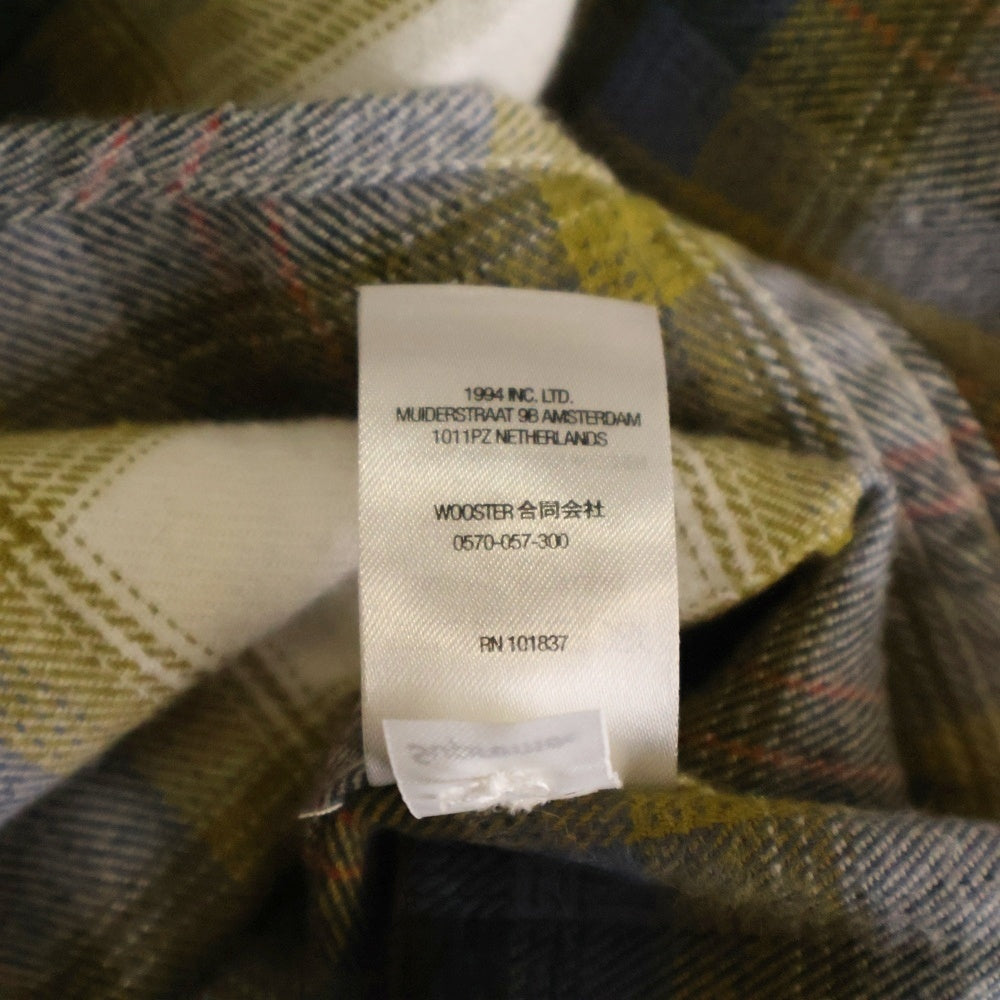 1994 INC. LTD.
MUIDERSTRAAT 9B AMSTERDAM
1011PZ NETHERLANDS
WOOSTER 合同会社
0570-057-300
RN 101837